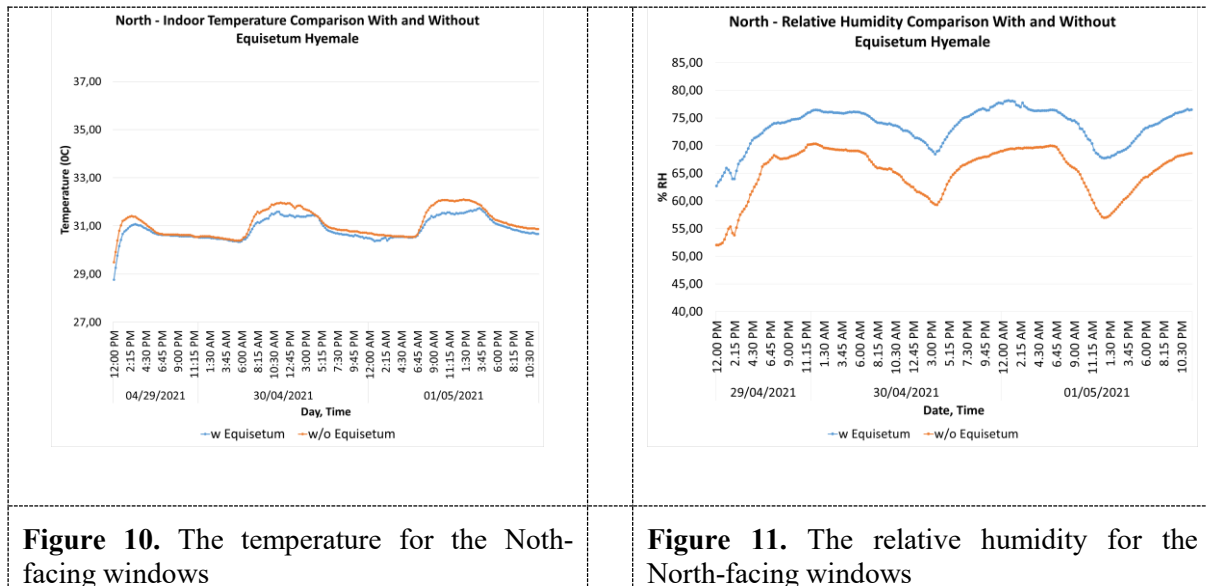 North - Indoor Temperature Comparison With and Without
Equisetum Hyemale
Temperature (0C)
37,00
35,00
33,00
31,00
29,00
27,00
12:00 PM
2:15 PM
4:30 PM
6:45 PM
9:00 PM
11:15 PM
1:30 AM
3:45 AM
6:00 AM
8:15 AM
10:30 AM
12:45 PM
3:00 PM
5:15 PM
7:30 PM
9:45 PM
12:00 AM
2:15 AM
4:30 AM
6:45 AM
9:00 AM
11:15 AM
1:30 PM
3:45 PM
6:00 PM
8:15 PM
10:30 PM
04/29/2021
30/04/2021
01/05/2021
Day, Time
w Equisetum
w/o Equisetum
North - Relative Humidity Comparison With and Without
Equisetum Hyemale
% RH
85,00
80,00
75,00
70,00
65,00
60,00
55,00
50,00
45,00
40,00
12.00 PM
2.15 PM
4.30 PM
6.45 PM
9.00 PM
11.15 PM
1.30 AM
3.45 AM
6.00 AM
8.15 AM
10.30 AM
12.45 PM
3.00 PM
5.15 PM
7.30 PM
9.45 PM
12.00 AM
2.15 AM
4.30 AM
6.45 AM
9.00 AM
11.15 AM
1.30 PM
3.45 PM
6.00 PM
8.15 PM
10.30 PM
29/04/2021
30/04/2021
01/05/2021
Date, Time
w Equisetum
w/o Equisetum
Figure 10. The temperature for the Noth-
facing windows
Figure 11. The relative humidity for the
North-facing windows